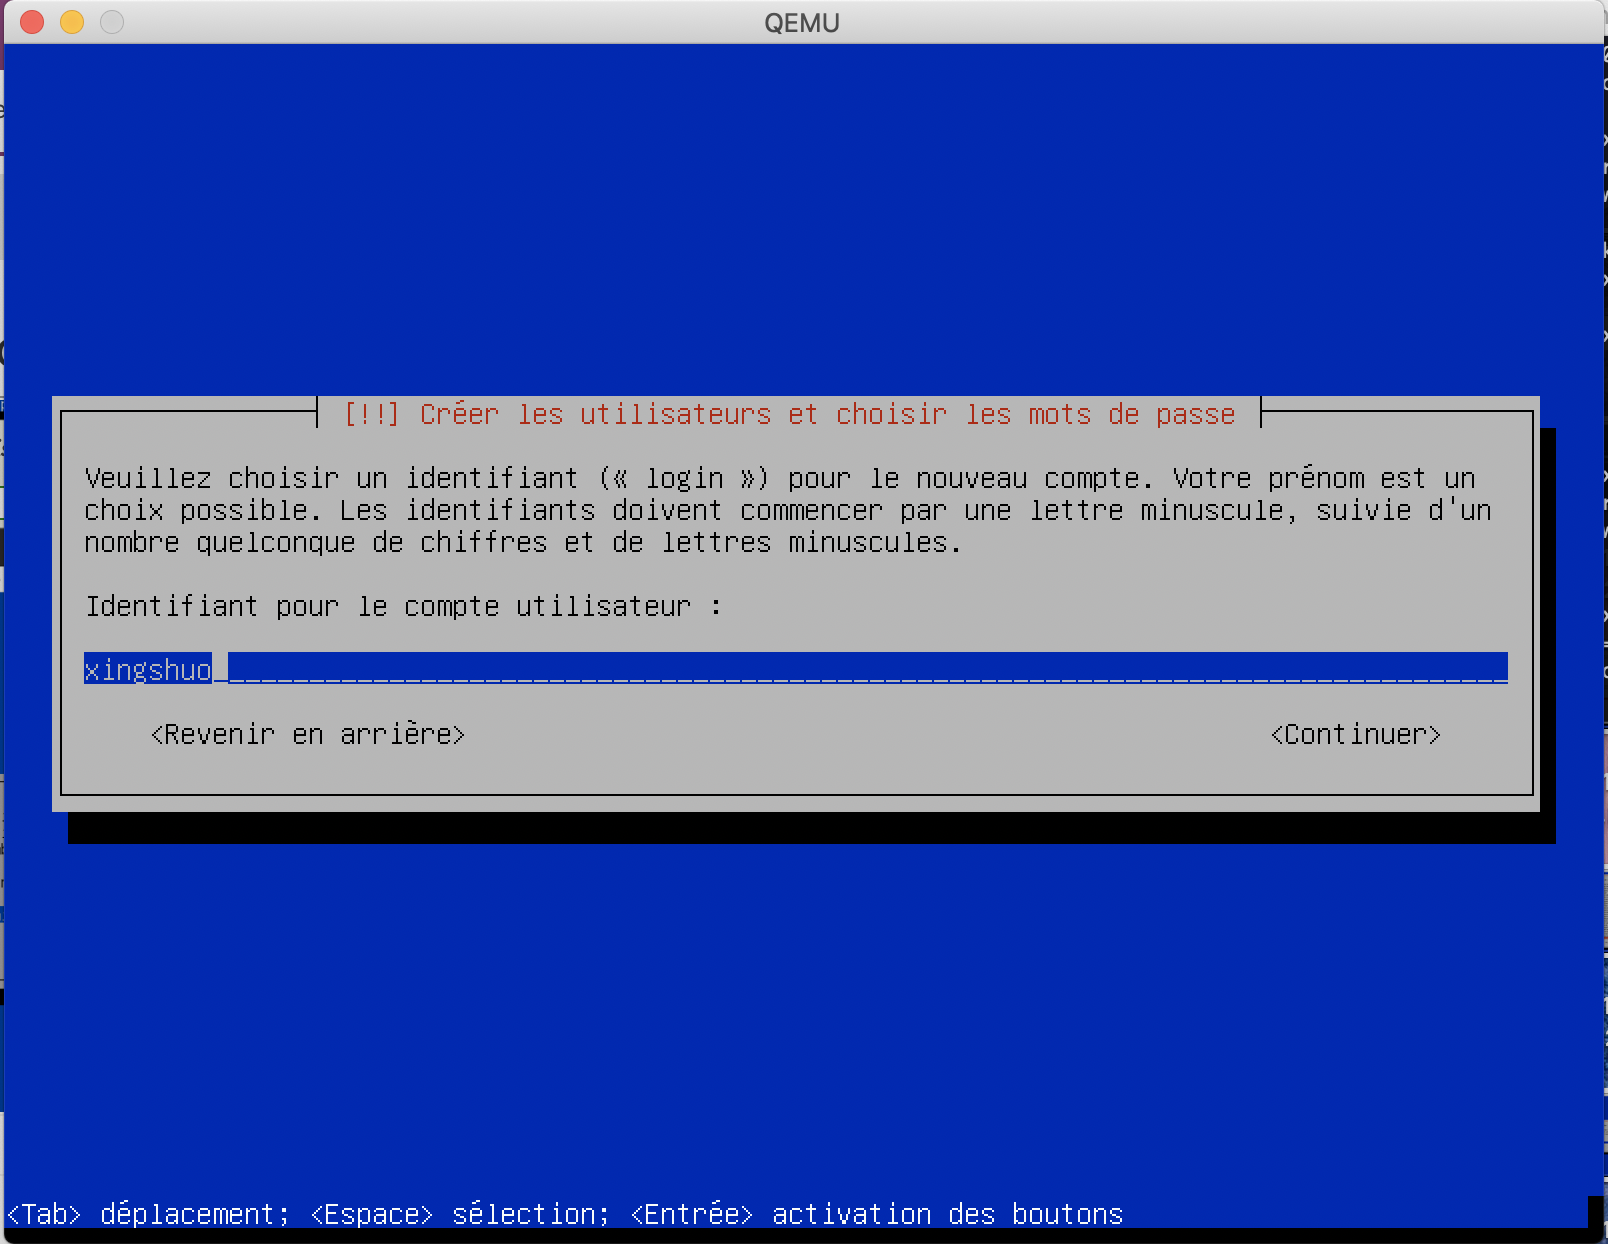 QEMU
[!!] Créer les utilisateurs et choisir les mots de passe
Veuillez choisir un identifiant (« login ») pour le nouveau compte. Votre prénom est un
choix possible. Les identifiants doivent commencer par une lettre minuscule, suivie d'un
nombre quelconque de chiffres et de lettres minuscules.
Identifiant pour le compte utilisateur :
xingshuo
<Revenir en arrière> <Continuer>
<Tab> déplacement; <Espace> sélection; <Entrée> activation des boutons